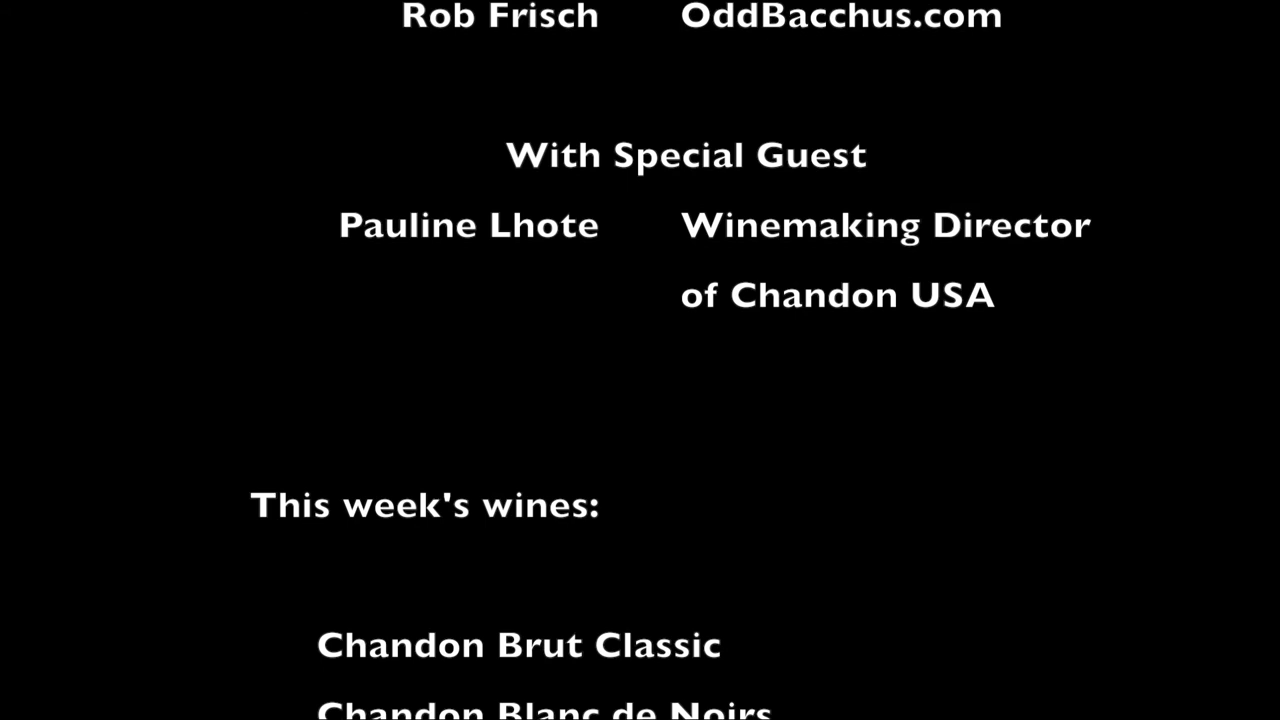 Rob Frisch OddBacchus.com
With Special Guest
Pauline Lhote Winemaking Director
of Chandon USA
This week's wines:
Chandon Brut Classic
Chandon Blanc de Noirs